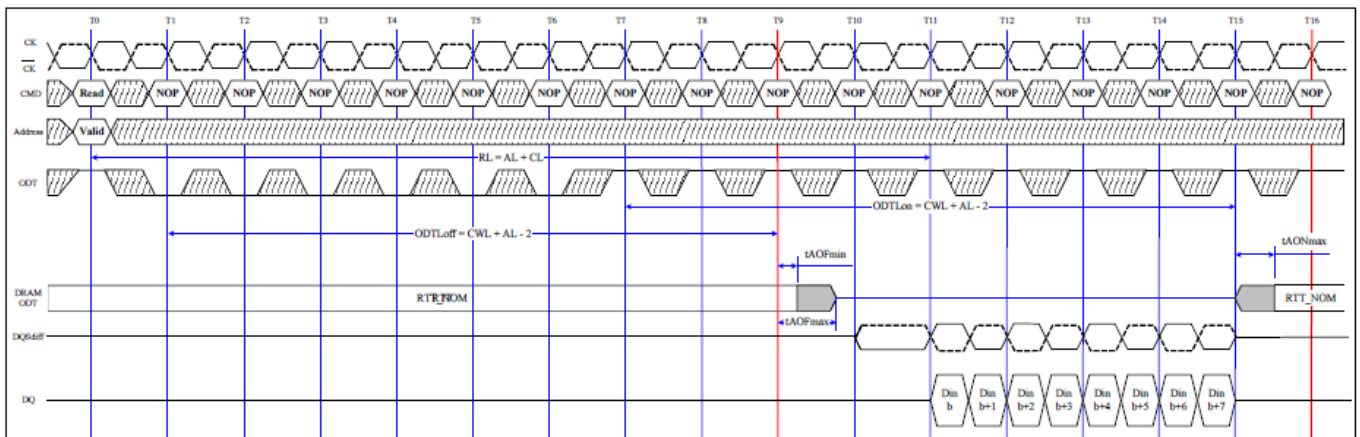 T0 T1 T2 T3 T4 T5 T6 T7 T8 T9 T10 T11 T12 T13 T14 T15 T16
CK
CK
CMD Read NOP NOP NOP NOP NOP NOP NOP NOP NOP NOP NOP NOP NOP NOP NOP NOP
Address Valid
RL = AL + CL
ODT
ODTLon = CWL + AL - 2
ODTLoff = CWL + AL - 2
tAOFmin tAONmax
DRAM
ODT
RTT_NOM
RTT_NOM
tAOFmax
DQSdiff
DQ
Din Din Din Din Din Din Din Din
b b+1 b+2 b+3 b+4 b+5 b+6 b+7